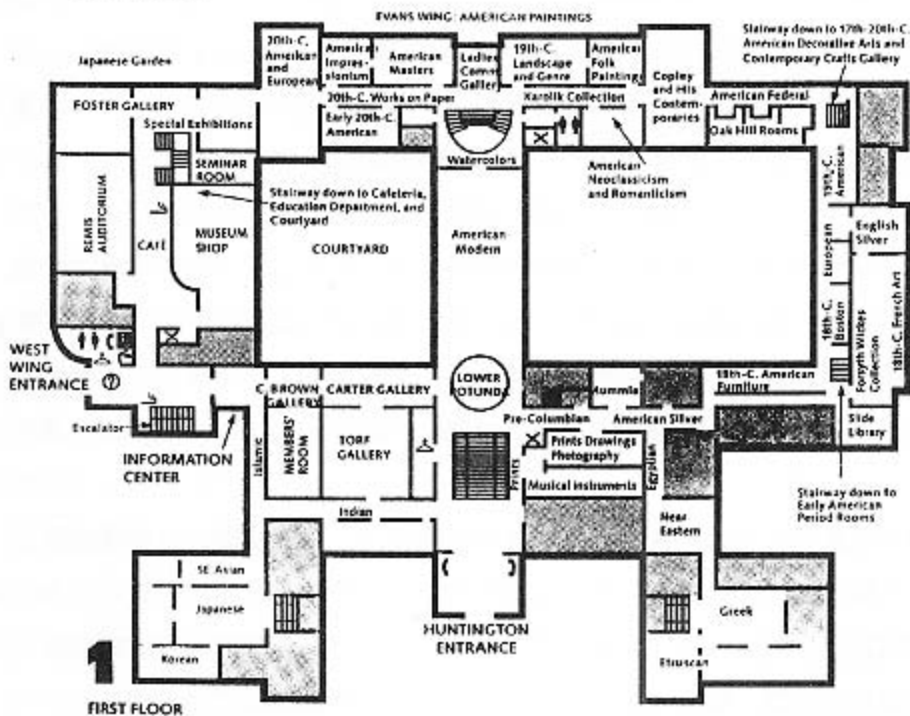 EVANS WING: AMERICAN PAINTINGS
Stairway down to 17th-20th-C.
American Decorative Arts and
Contemporary Crafts Gallery
Japanese Garden
20th-C.
American
and
European
American
Impres-
sionism
American
Masters
Ladies
Comm
Gallery
19th-C.
Landscape
and Genre
American
Folk
Paintings
Copley
and His
Contem-
poraries
FOSTER GALLERY
Special Exhibitions
20th-C. Works on Paper
Early 20th-C.
American
Karolik Collection
American Federal
Oak Hill Rooms
Watercolors
SEMINAR
ROOM
American
Neoclassicism
and Romanticism
19th-C.
American
Stairway down to Cafeteria,
Education Department, and
Courtyard
REMIS
AUDITORIUM
CAFÉ
MUSEUM
SHOP
COURTYARD
American
Modern
European
English
Silver
18th-C.
Boston
Forsyth Wickes
Collection
18th-C. French Art
WEST
WING
ENTRANCE
?
C. BROWN
GALLERY
CARTER GALLERY
LOWER
ROTUNDA
Mummies
18th-C. American
Furniture
Pre-Columbian
American Silver
Slide
Library
Escalator
INFORMATION
CENTER
Islamic
MEMBERS'
ROOM
TORF
GALLERY
Prints
Prints Drawings
Photography
Musical Instruments
Egyptian
Indian
Near
Eastern
Stairway down to
Early American
Period Rooms
SE Asian
Japanese
Korean
Greek
Etruscan
HUNTINGTON
ENTRANCE
1
FIRST FLOOR